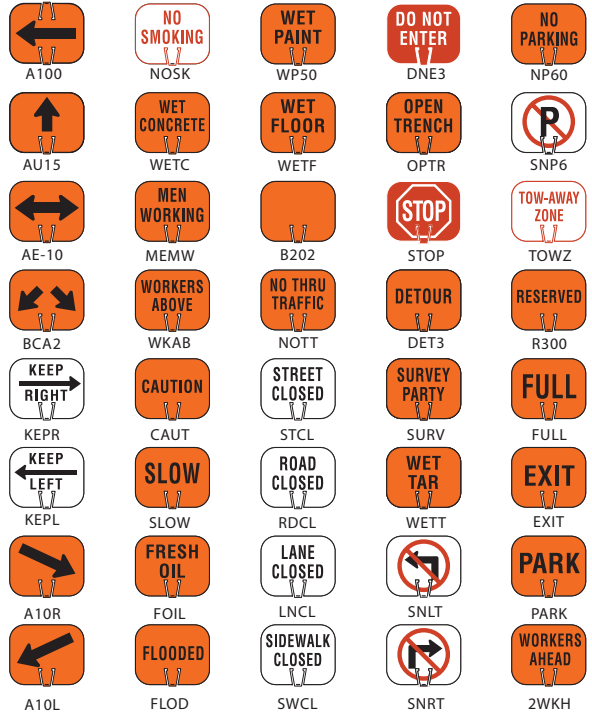 NO
SMOKING
WET
PAINT
DO NOT
ENTER
NO
PARKING
A100
NOSK
WP50
DNE3
NP60
WET
CONCRETE
WET
FLOOR
OPEN
TRENCH
P
AU15
WETC
WETF
OPTR
SNP6
MEN
WORKING
STOP
TOW-AWAY
ZONE
AE-10
MEMW
B202
STOP
TOWZ
WORKERS
ABOVE
NO THRU
TRAFFIC
DETOUR
RESERVED
BCA2
WKAB
NOTT
DET3
R300
KEEP
RIGHT
CAUTION
STREET
CLOSED
SURVEY
PARTY
FULL
KEPR
CAUT
STCL
SURV
FULL
KEEP
LEFT
SLOW
ROAD
CLOSED
WET
TAR
EXIT
KEPL
SLOW
RDCL
WETT
EXIT
FRESH
OIL
LANE
CLOSED
PARK
A10R
FOIL
LNCL
SNLT
PARK
FLOODED
SIDEWALK
CLOSED
WORKERS
AHEAD
A10L
FLOD
SWCL
SNRT
2WKH